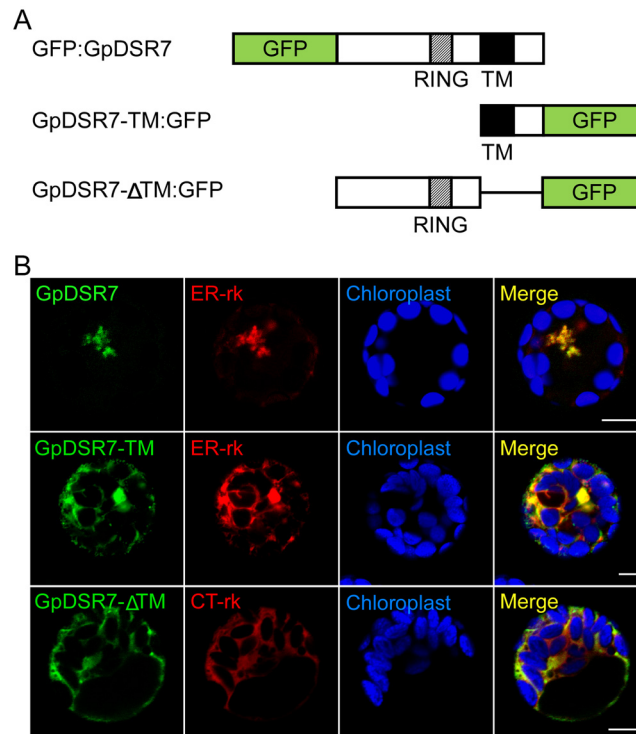 A
GFP:GpDSR7
GFP
RING TM
GpDSR7-TM:GFP
GFP
TM
GpDSR7-ΔTM:GFP
GFP
RING
B
GpDSR7 ER-rk Chloroplast Merge
GpDSR7-TM ER-rk Chloroplast Merge
GpDSR7-ΔTM CT-rk Chloroplast Merge